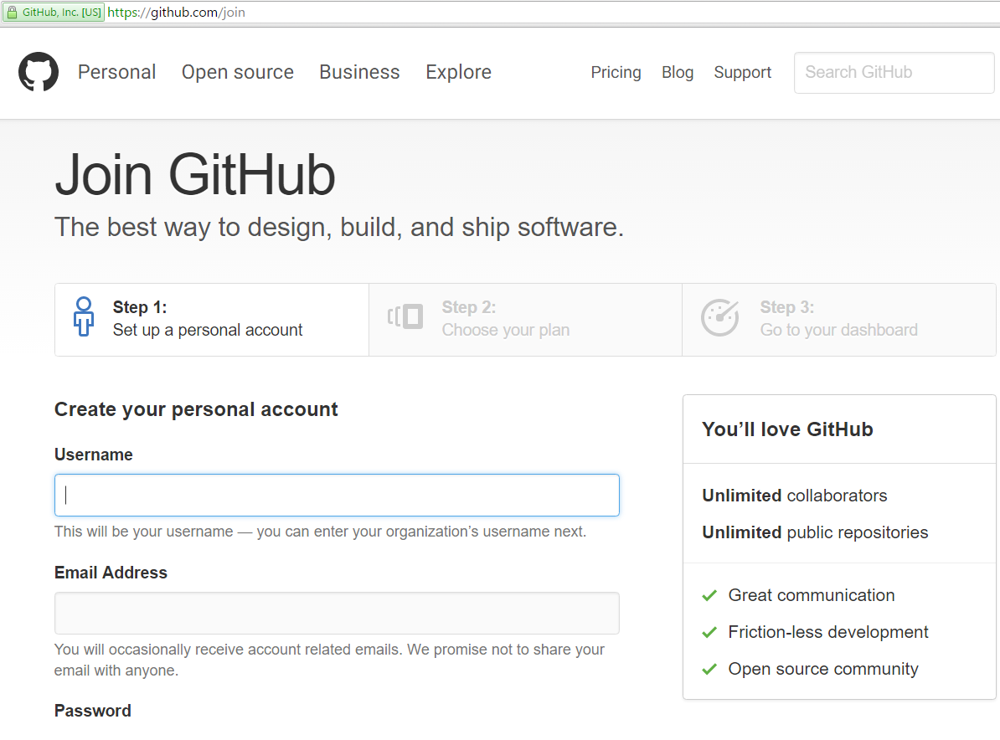 GitHub, Inc. [US] https://github.com/join
Personal Open source Business Explore Pricing Blog Support Search GitHub
Join GitHub
The best way to design, build, and ship software.
Step 1:
Set up a personal account
Step 2:
Choose your plan
Step 3:
Go to your dashboard
Create your personal account
Username
This will be your username — you can enter your organization’s username next.
Email Address
You will occasionally receive account related emails. We promise not to share your
email with anyone.
Password
You’ll love GitHub
Unlimited collaborators
Unlimited public repositories
Great communication
Friction-less development
Open source community